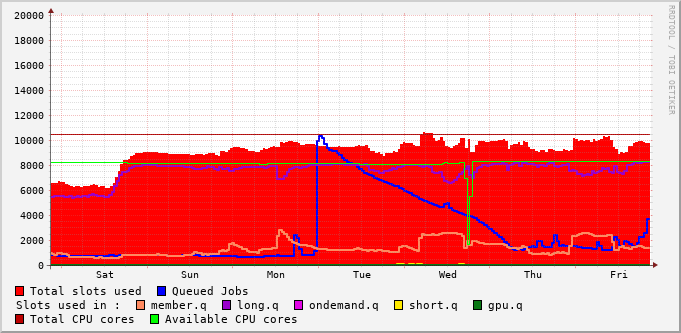 20000
18000
16000
14000
12000
10000
8000
6000
4000
2000
0
Sat Sun Mon Tue Wed Thu Fri
RRDTOOL / TOBI OETIKER
Total slots used Queued Jobs
Slots used in : member.q long.q ondemand.q short.q gpu.q
Total CPU cores Available CPU cores